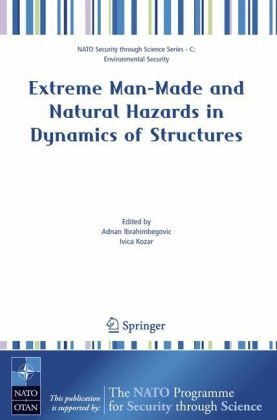 NATO Security through Science Series - C:
Environmental Security
Extreme Man-Made and
Natural Hazards in
Dynamics of Structures
Edited by
Adnan Ibrahimbegovic
Ivica Kozar
Springer
NATO
OTAN
This publication
is supported by:
The NATO Programme
for Security through Science